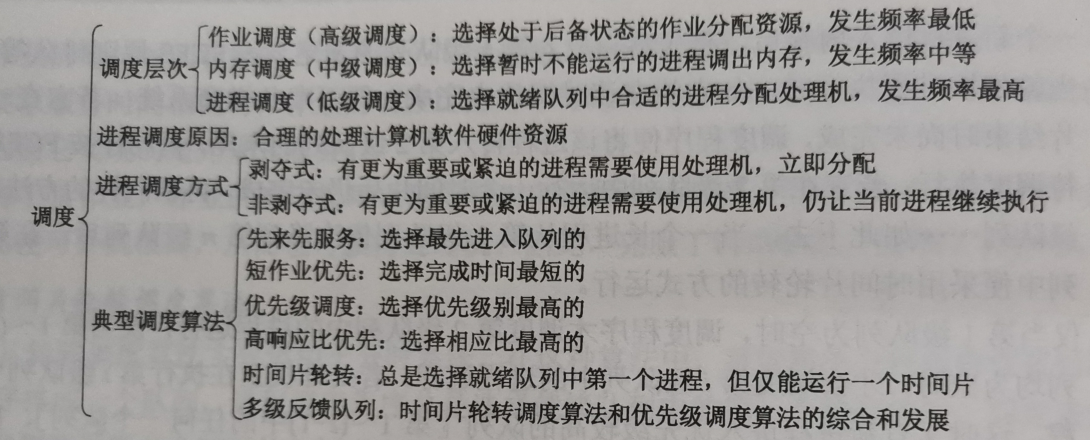 作业调度（高级调度）：选择处于后备状态的作业分配资源，发生频率最低
调度层次
内存调度（中级调度）：选择暂时不能运行的进程调出内存，发生频率中等
进程调度（低级调度）：选择就绪队列中合适的进程分配处理机，发生频率最高
进程调度原因：合理的处理计算机软件硬件资源
剥夺式：有更为重要或紧迫的进程需要使用处理机，立即分配
进程调度方式
非剥夺式：有更为重要或紧迫的进程需要使用处理机，仍让当前进程继续执行
调度
先来先服务：选择最先进入队列的
短作业优先：选择完成时间最短的
优先级调度：选择优先级别最高的
典型调度算法
高响应比优先：选择相应比最高的
时间片轮转：总是选择就绪队列中第一个进程，但仅能运行一个时间片
多级反馈队列：时间片轮转调度算法和优先级调度算法的综合和发展